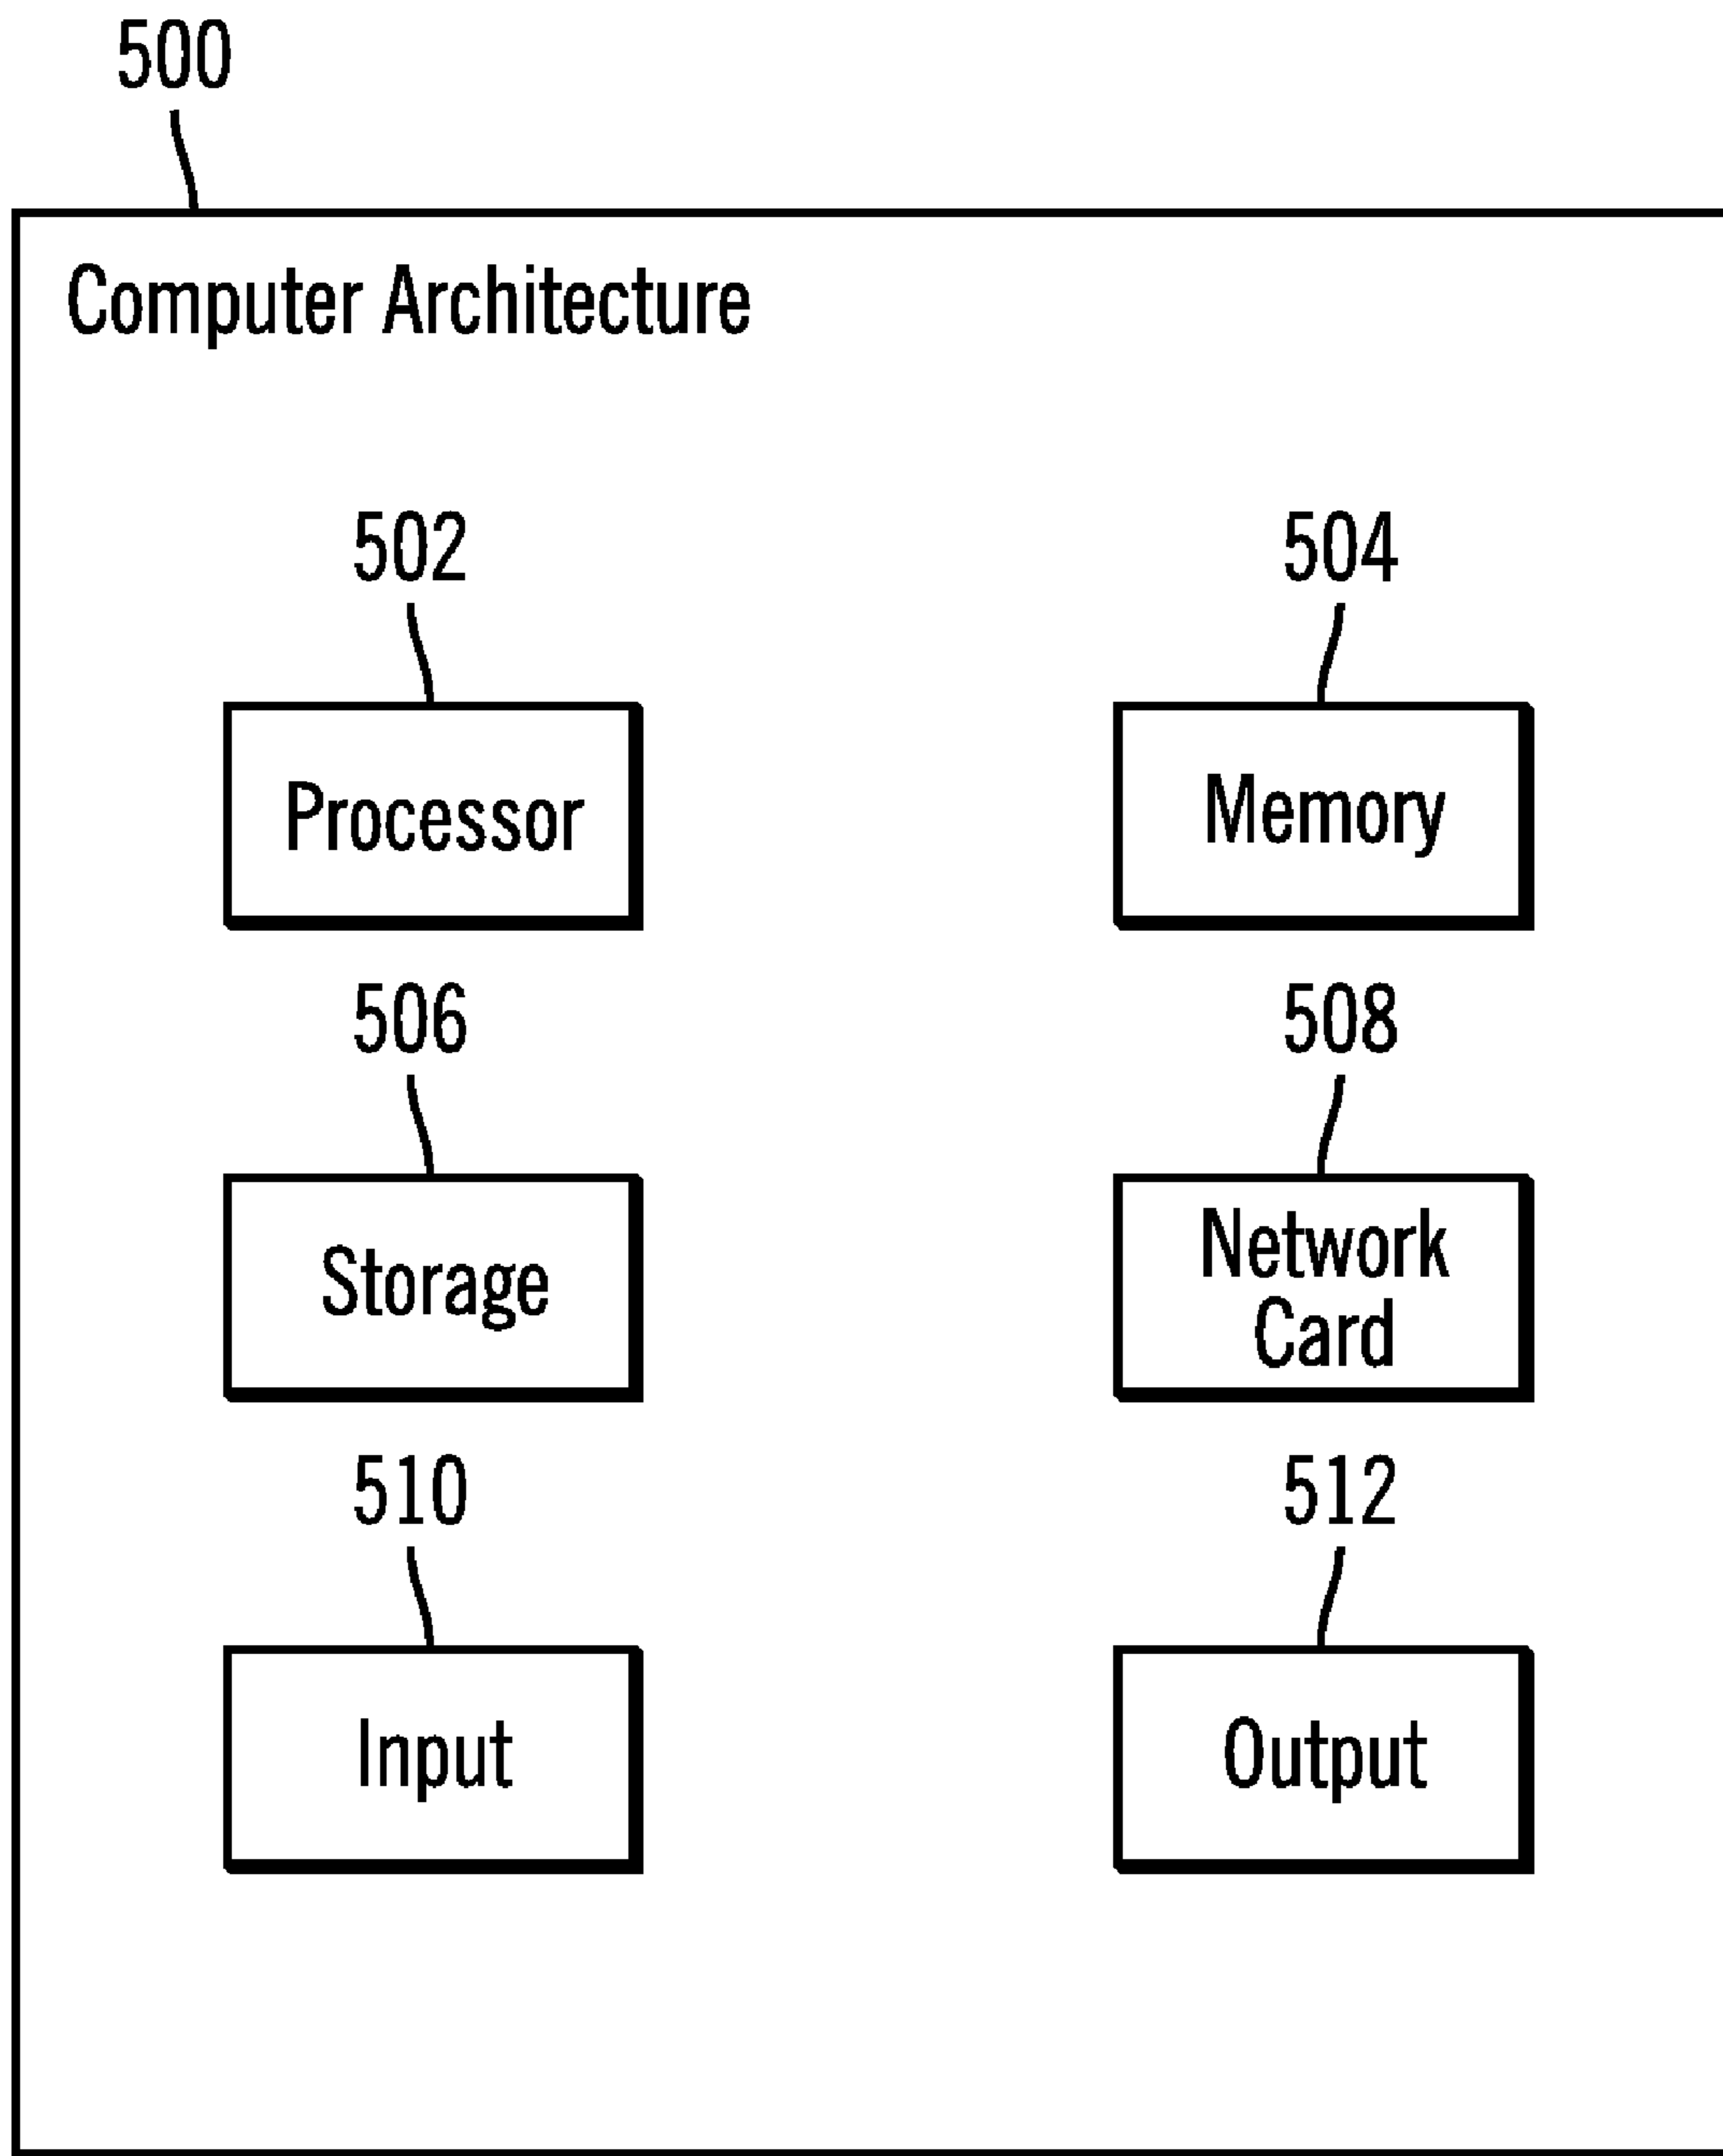 500
Computer Architecture
502
504
Processor
Memory
506
508
Storage
Network
Card
510
512
Input
Output